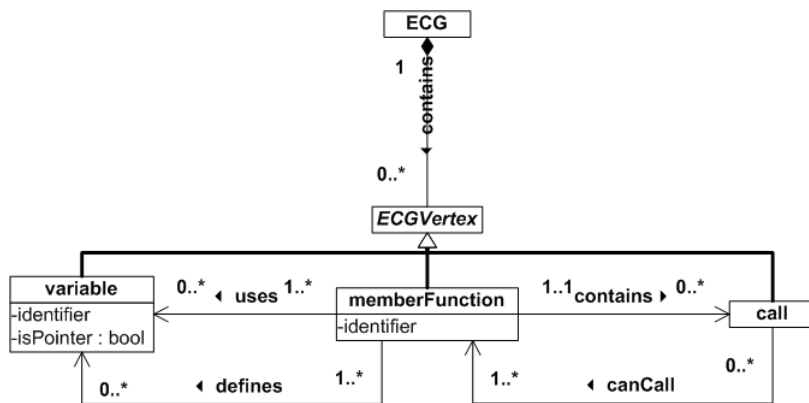 ECG
1
contains
0..*
ECGVertex
variable
-identifier
-isPointer : bool
0..* uses 1..*
memberFunction
-identifier
1..1 contains 0..*
call
0..* defines 1..*
1..* canCall 0..*